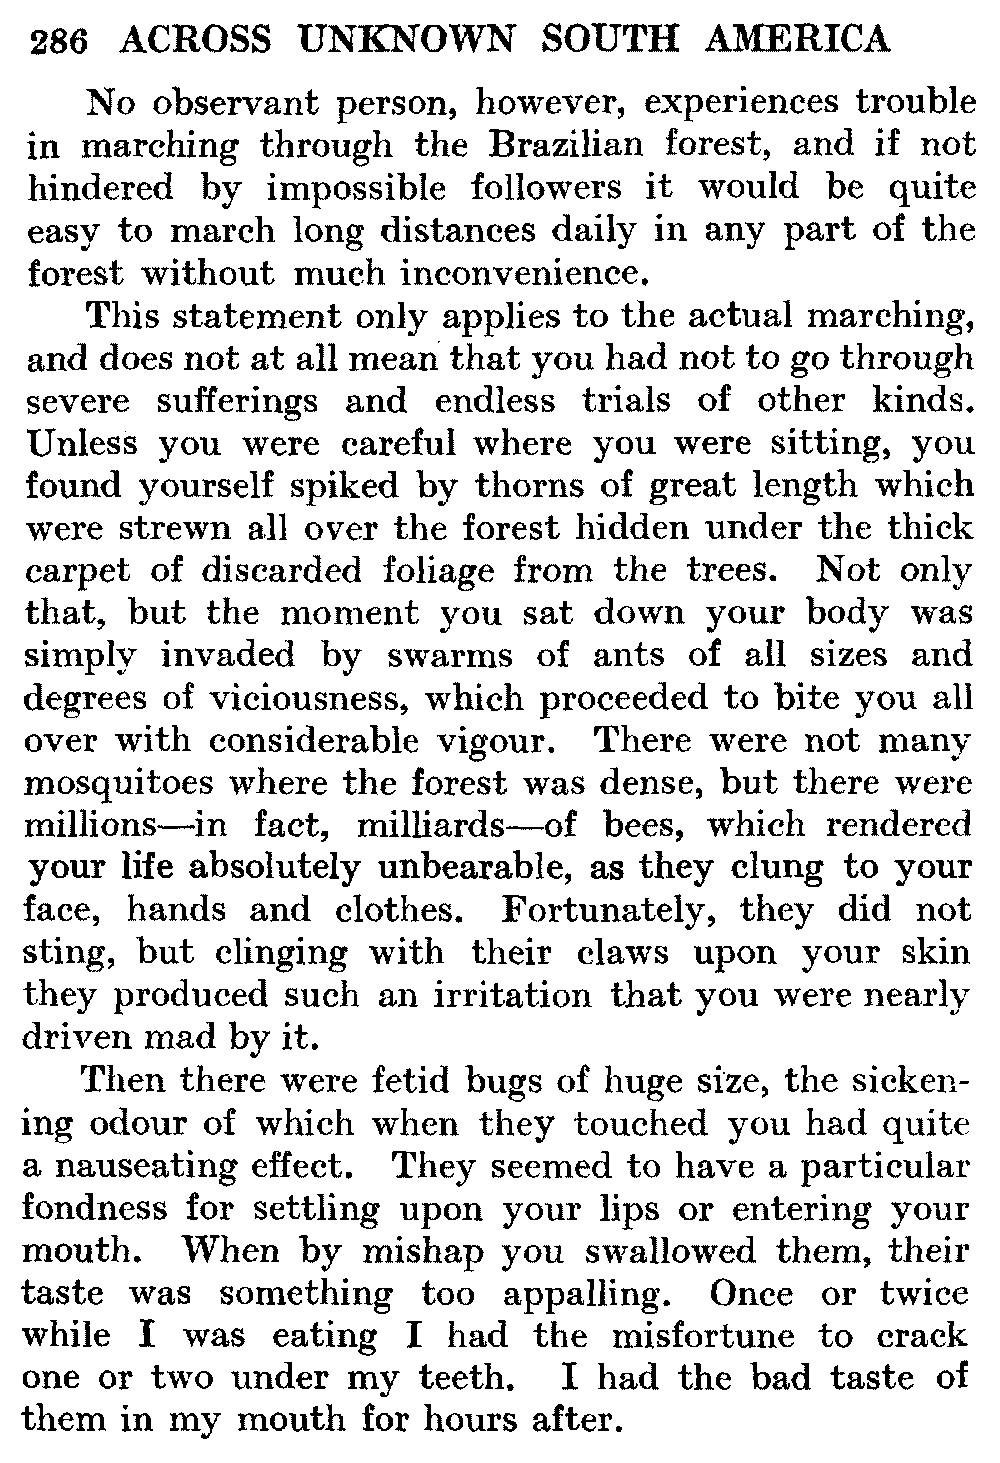 286 ACROSS UNKNOWN SOUTH AMERICA
No observant person, however, experiences trouble
in marching through the Brazilian forest, and if not
hindered by impossible followers it would be quite
easy to march long distances daily in any part of the
forest without much inconvenience.
This statement only applies to the actual marching,
and does not at all mean that you had not to go through
severe sufferings and endless trials of other kinds.
Unless you were careful where you were sitting, you
found yourself spiked by thorns of great length which
were strewn all over the forest hidden under the thick
carpet of discarded foliage from the trees. Not only
that, but the moment you sat down your body was
simply invaded by swarms of ants of all sizes and
degrees of viciousness, which proceeded to bite you all
over with considerable vigour. There were not many
mosquitoes where the forest was dense, but there were
millions—in fact, milliards—of bees, which rendered
your life absolutely unbearable, as they clung to your
face, hands and clothes. Fortunately, they did not
sting, but clinging with their claws upon your skin
they produced such an irritation that you were nearly
driven mad by it.
Then there were fetid bugs of huge size, the sicken-
ing odour of which when they touched you had quite
a nauseating effect. They seemed to have a particular
fondness for settling upon your lips or entering your
mouth. When by mishap you swallowed them, their
taste was something too appalling. Once or twice
while I was eating I had the misfortune to crack
one or two under my teeth. I had the bad taste of
them in my mouth for hours after.